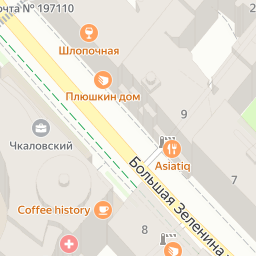 очта № 197110
Шлопочная
Плюшкин дом
9
Чкаловский
Asiatiq
7
Большая Зеленина
Coffee history
8